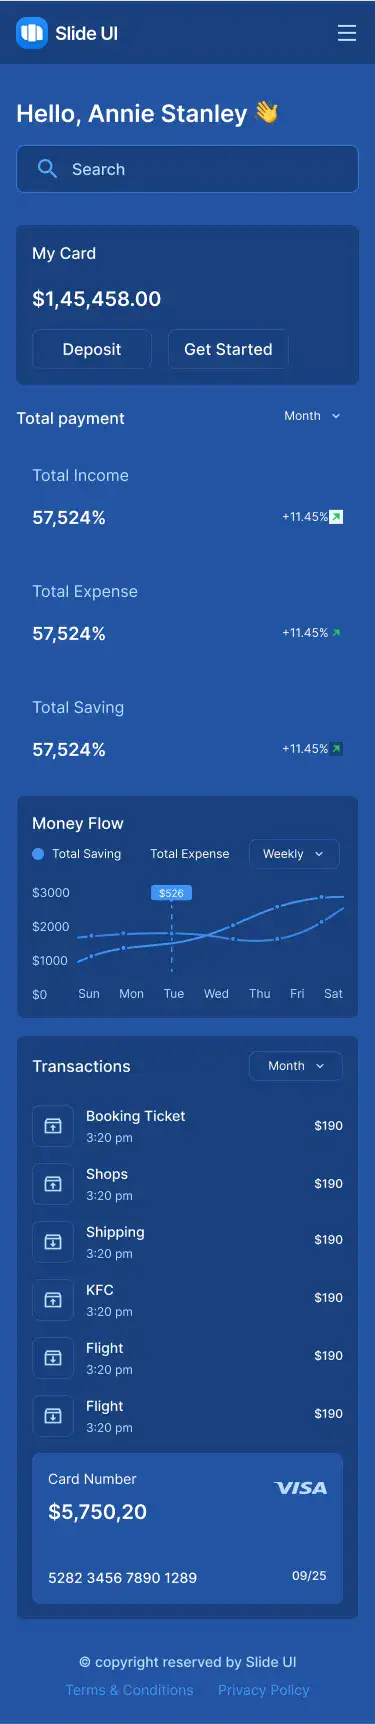 Slide UI
Hello, Annie Stanley 👋
Search
My Card
$1,45,458.00
Deposit Get Started
Total payment Month
Total Income
57,524% +11.45%
Total Expense
57,524% +11.45%
Total Saving
57,524% +11.45%
Money Flow
Total Saving Total Expense Weekly
$3000 $526
$2000
$1000
$0 Sun Mon Tue Wed Thu Fri Sat
Transactions Month
Booking Ticket
3:20 pm $190
Shops
3:20 pm $190
Shipping
3:20 pm $190
KFC
3:20 pm $190
Flight
3:20 pm $190
Flight
3:20 pm $190
Card Number VISA
$5,750,20
5282 3456 7890 1289 09/25
© copyright reserved by Slide UI
Terms & Conditions Privacy Policy